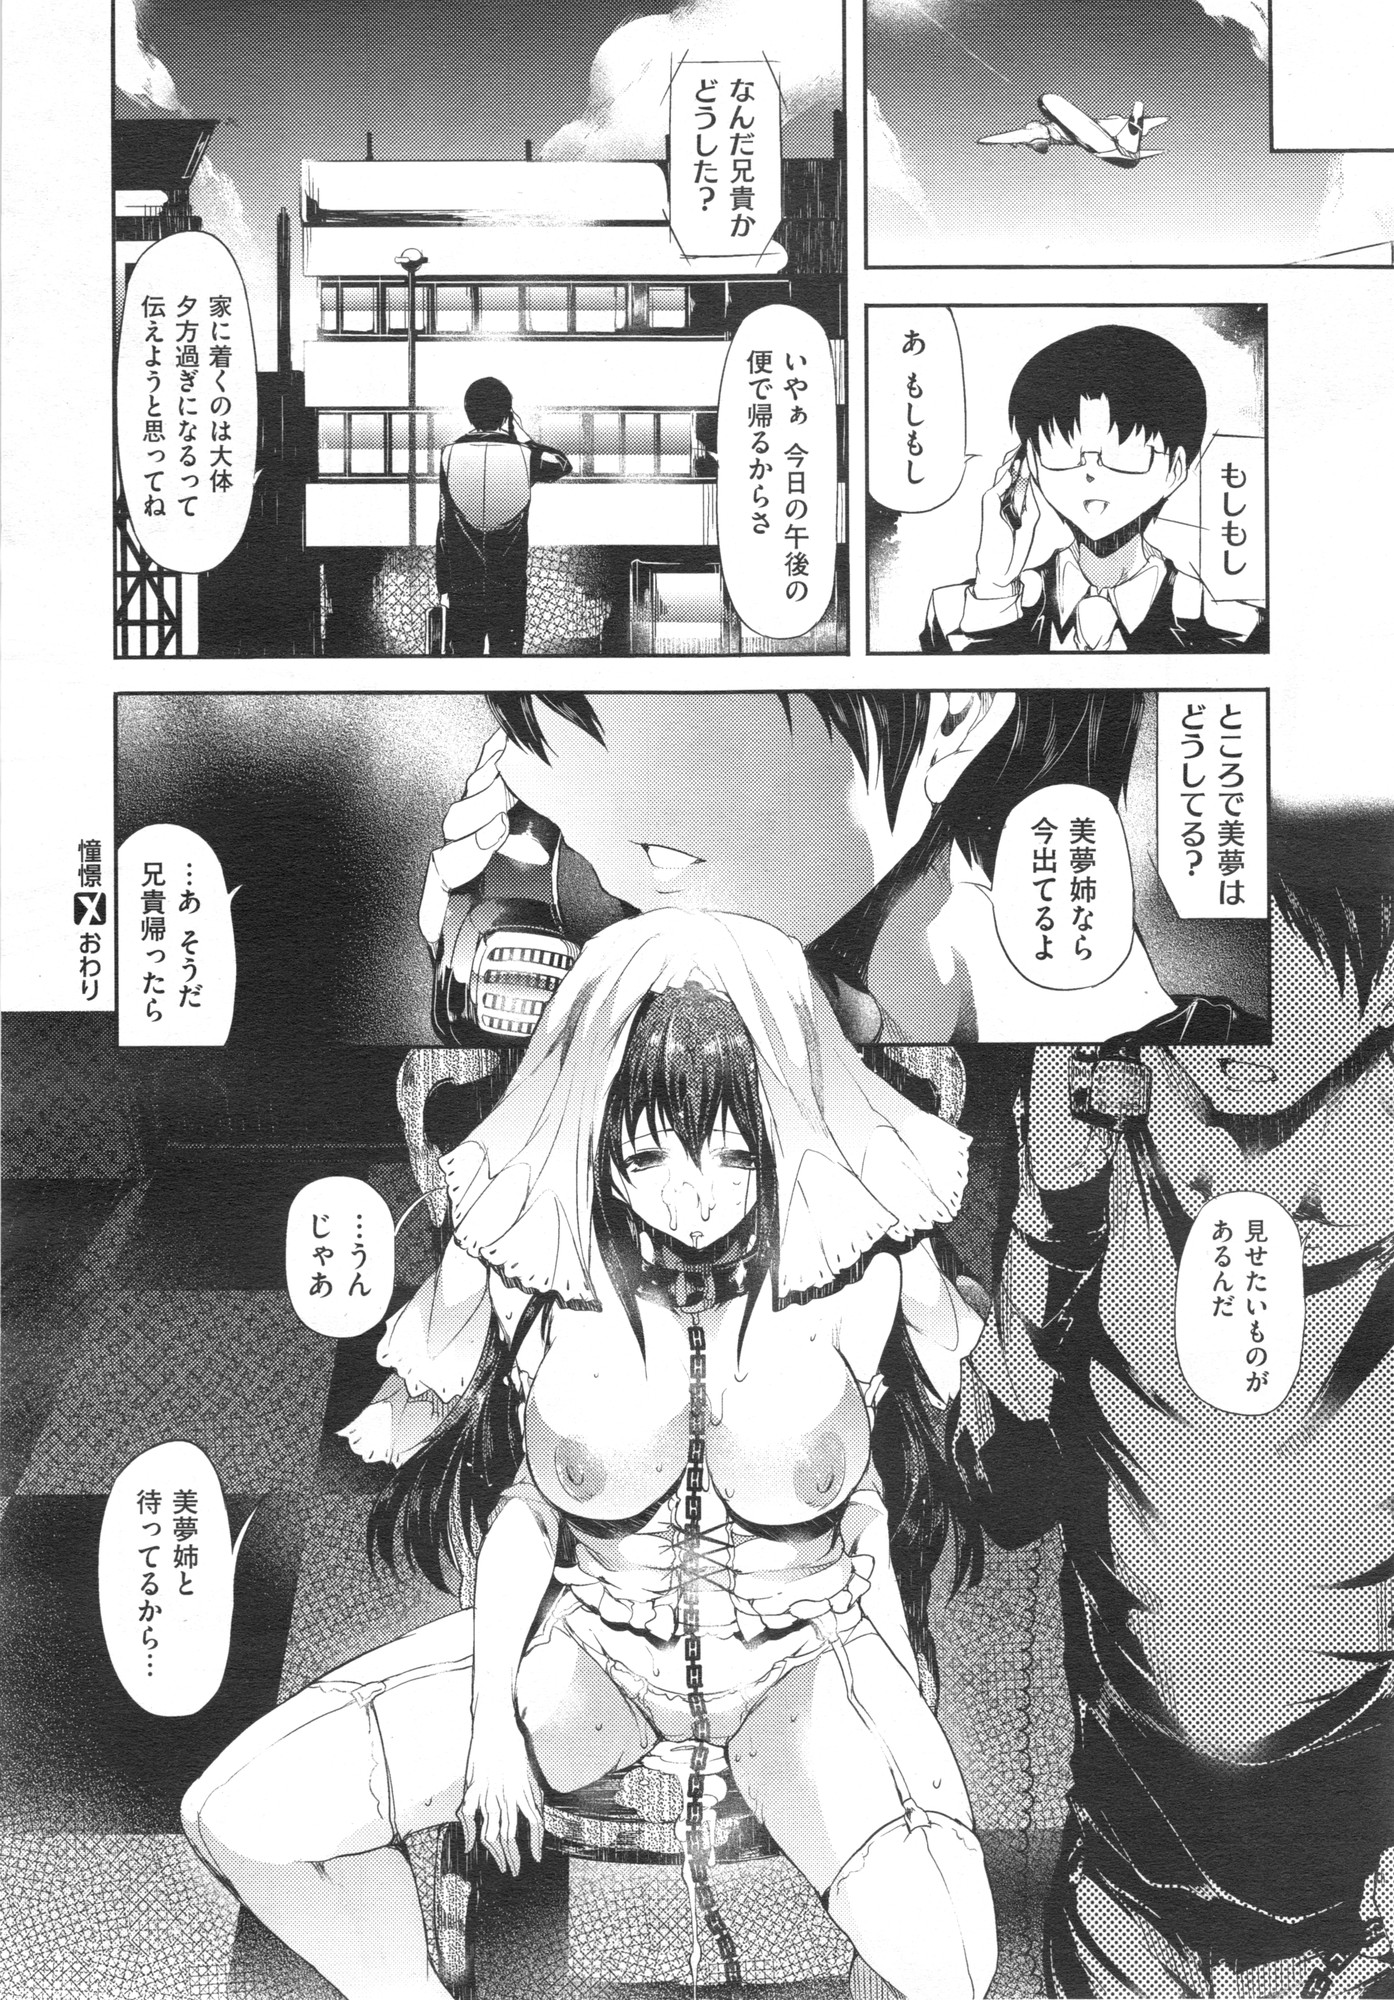 もしもし
あ もしもし
なんだ兄貴か
どうした？
いやぁ 今日の午後の
便で帰るからさ
家に着くのは大体
夕方過ぎになるって
伝えようと思ってね
ところで美夢は
どうしてる？
美夢姉なら
今出てるよ
…あ そうだ
兄貴帰ったら
見せたいものが
あるんだ
…うん
じゃあ
美夢姉と
待ってるから…
憧憬X おわり